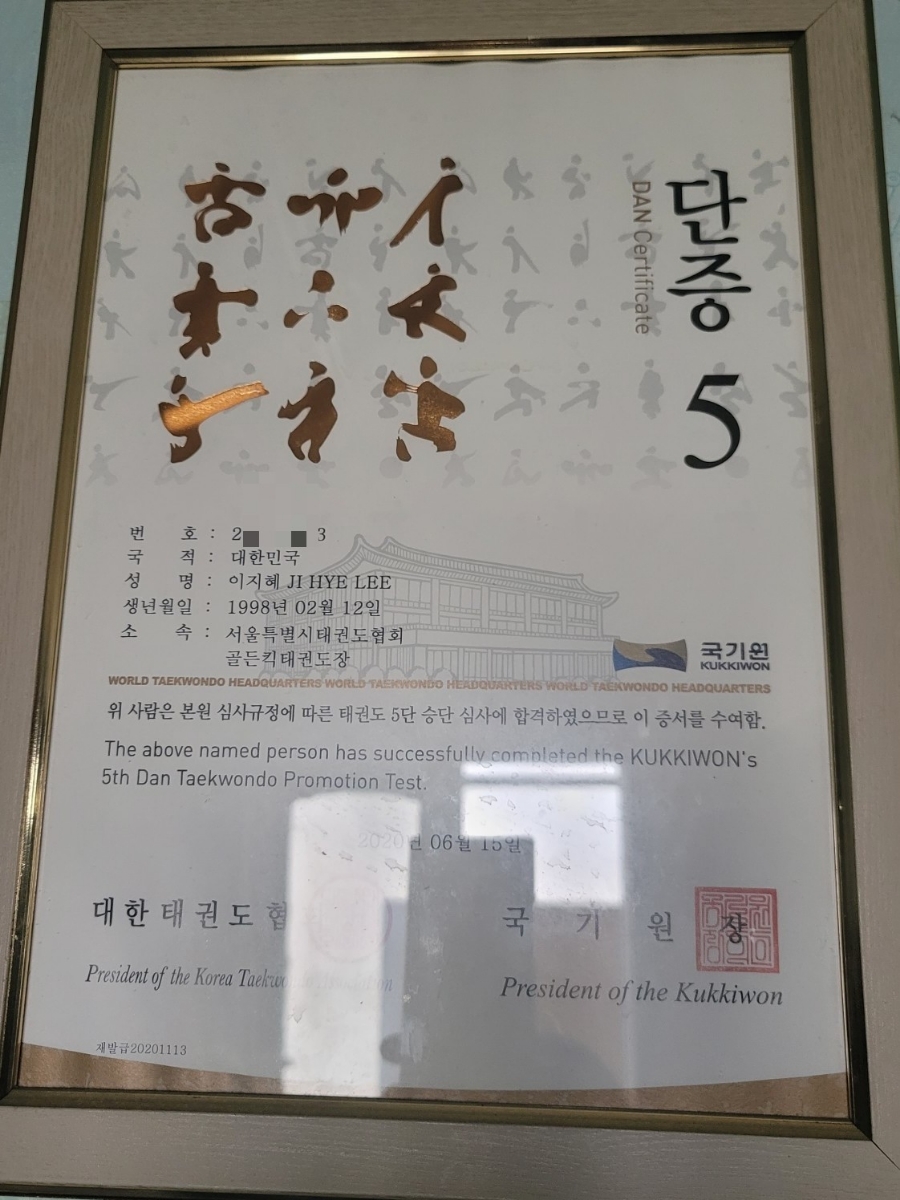 단증 5
DAN Certificate
번 호 : 2 3
국 적 : 대한민국
성 명 : 이지혜 JI HYE LEE
생년월일 : 1998년 02월 12일
소 속 : 서울특별시태권도협회
골든킥태권도장
국기원
KUKKIWON
WORLD TAEKWONDO HEADQUARTERS WORLD TAEKWONDO HEADQUARTERS WORLD TAEKWONDO HEADQUARTERS
위 사람은 본원 심사규정에 따른 태권도 5단 승단 심사에 합격하였으므로 이 증서를 수여함.
The above named person has successfully completed the KUKKIWON's
5th Dan Taekwondo Promotion Test.
2020년 06월 15일
대한태권도협
국 기 원 장
President of the Korea
President of the Kukkiwon
재발급20201113